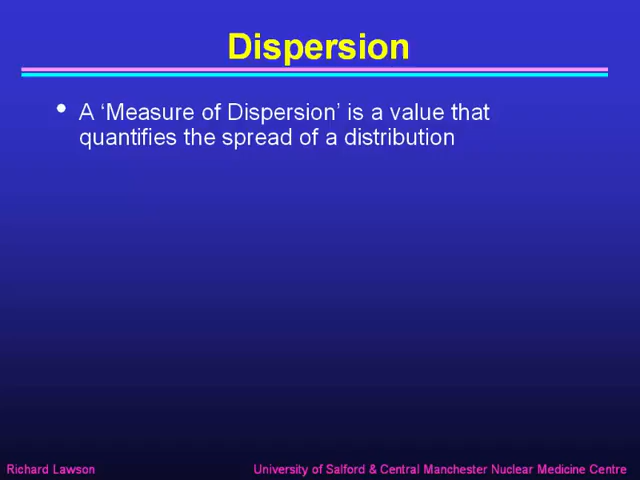 Dispersion
• A ‘Measure of Dispersion’ is a value that
quantifies the spread of a distribution
Richard Lawson
University of Salford & Central Manchester Nuclear Medicine Centre